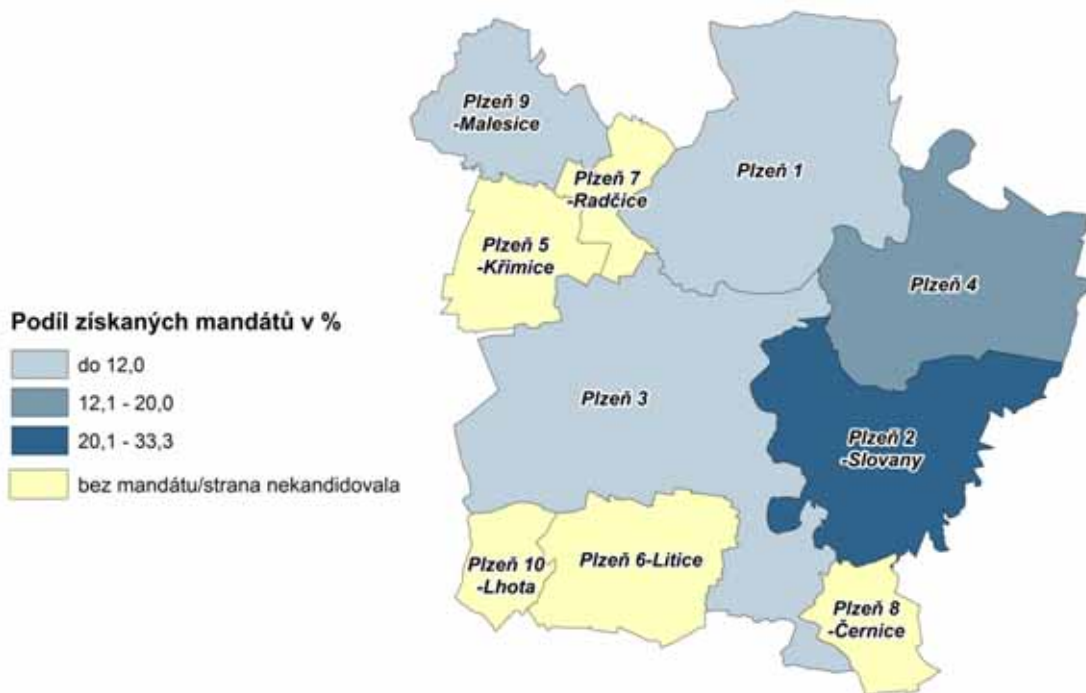 Plzeň 9
-Malesice
Plzeň 7
-Radčice
Plzeň 1
Plzeň 5
-Křimice
Plzeň 4
Podíl získaných mandátů v %
do 12,0
12,1 - 20,0
20,1 - 33,3
bez mandátu/strana nekandidovala
Plzeň 3
Plzeň 2
-Slovany
Plzeň 10
-Lhota
Plzeň 6-Litice
Plzeň 8
-Černice